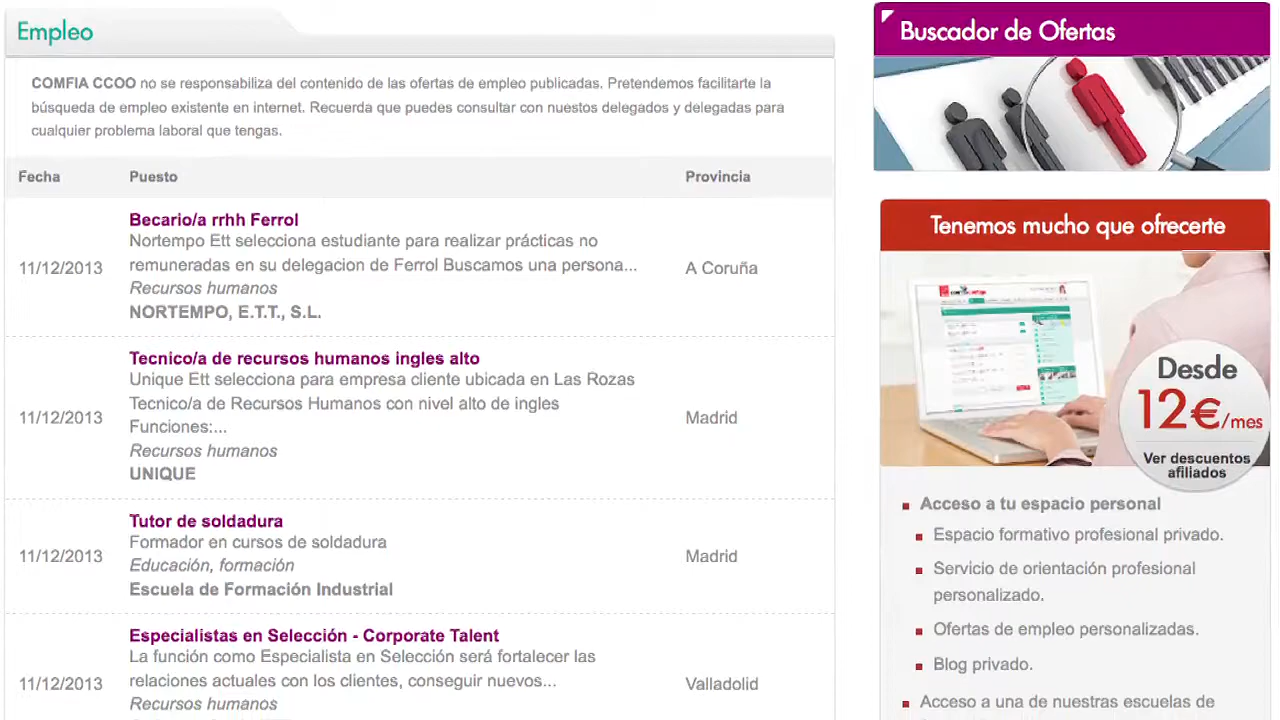 Empleo
COMFIA CCOO no se responsabiliza del contenido de las ofertas de empleo publicadas. Pretendemos facilitarte la
búsqueda de empleo existente en internet. Recuerda que puedes consultar con nuestos delegados y delegadas para
cualquier problema laboral que tengas.
Fecha Puesto Provincia
Becario/a rrhh Ferrol
Nortempo Ett selecciona estudiante para realizar prácticas no
remuneradas en su delegacion de Ferrol Buscamos una persona...
11/12/2013 A Coruña
Recursos humanos
NORTEMPO, E.T.T., S.L.
Tecnico/a de recursos humanos ingles alto
Unique Ett selecciona para empresa cliente ubicada en Las Rozas
Tecnico/a de Recursos Humanos con nivel alto de ingles
11/12/2013 Madrid
Funciones:...
Recursos humanos
UNIQUE
Tutor de soldadura
Formador en cursos de soldadura
11/12/2013 Madrid
Educación, formación
Escuela de Formación Industrial
Especialistas en Selección - Corporate Talent
La función como Especialista en Selección será fortalecer las
relaciones actuales con los clientes, conseguir nuevos...
11/12/2013 Valladolid
Recursos humanos
Buscador de Ofertas
Tenemos mucho que ofrecerte
Desde
12€/mes
Ver descuentos
afiliados
Acceso a tu espacio personal
Espacio formativo profesional privado.
Servicio de orientación profesional
personalizado.
Ofertas de empleo personalizadas.
Blog privado.
Acceso a una de nuestras escuelas de